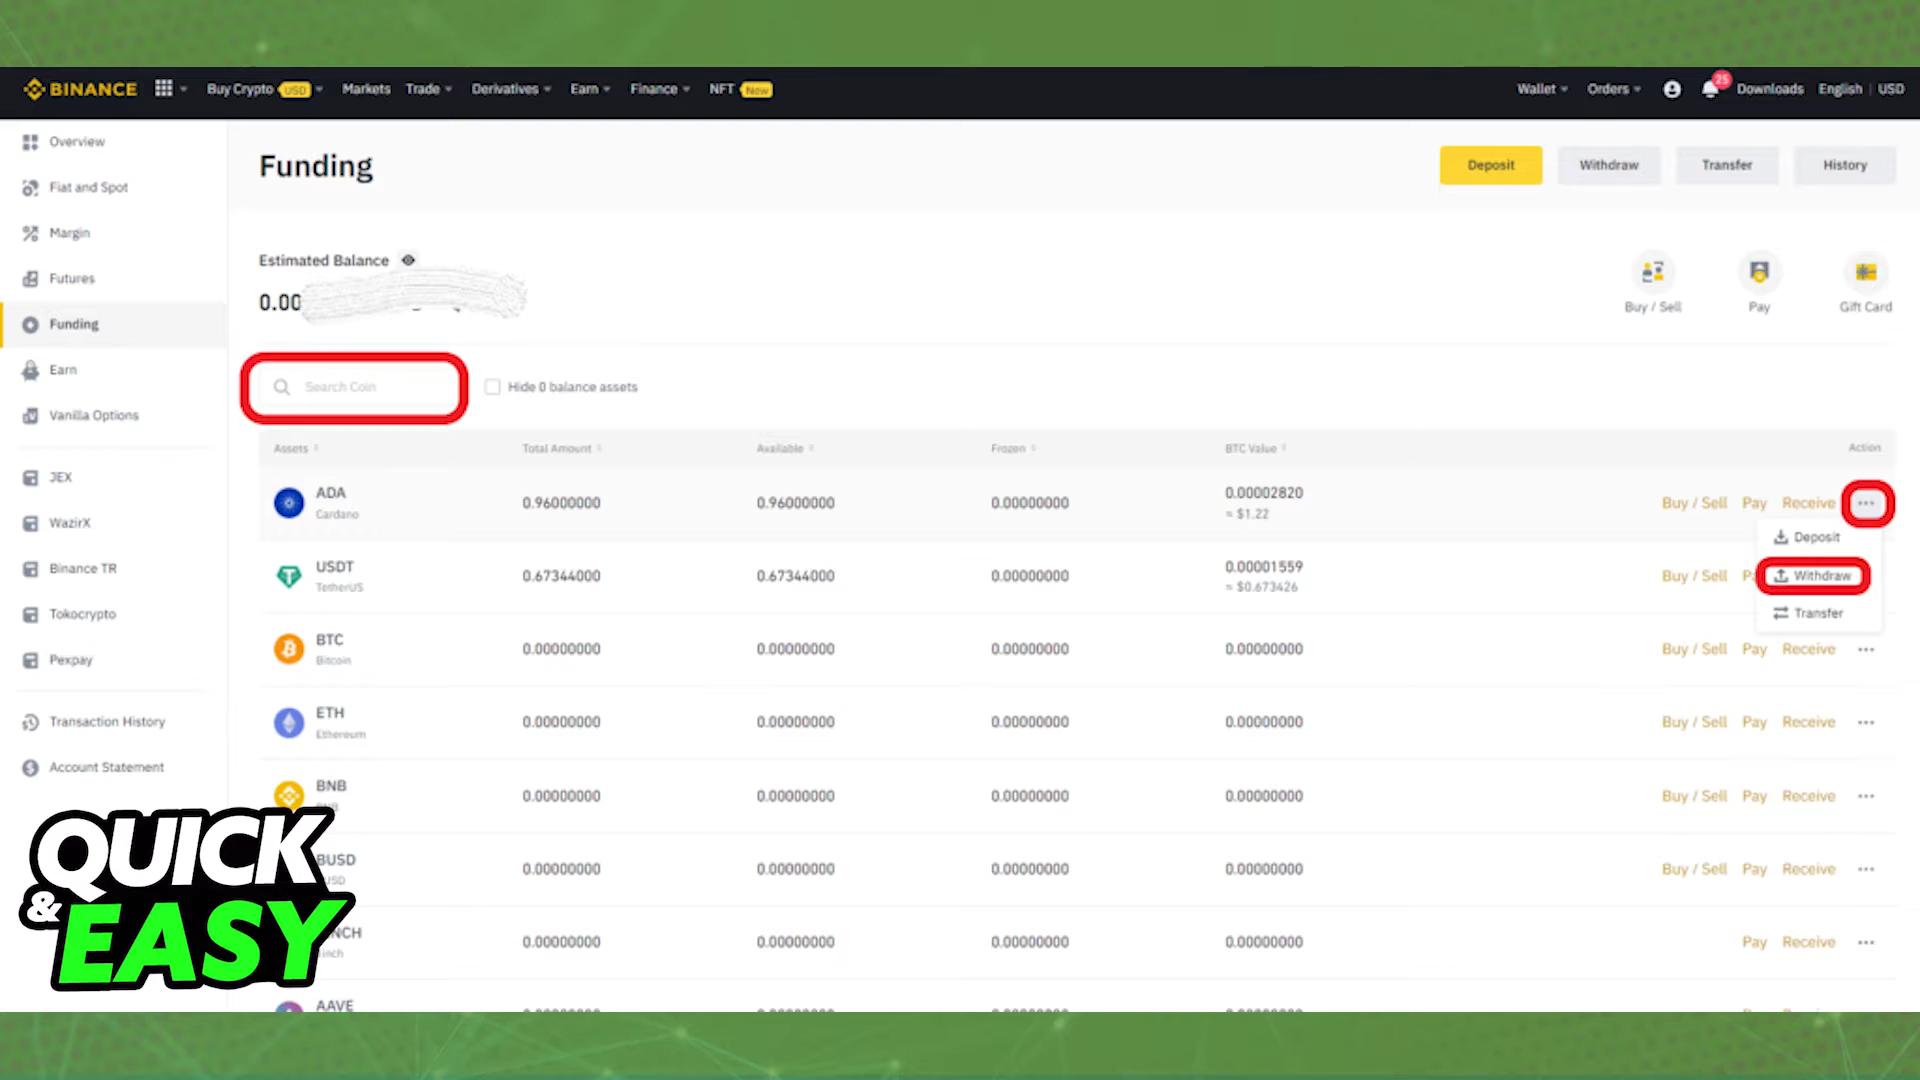 BINANCE Buy Crypto USD Markets Trade Derivatives Earn Finance NFT New Wallet Orders 25 Downloads English | USD
Overview
Fiat and Spot
Margin
Futures
Funding
Earn
Vanilla Options
JEX
WazirX
Binance TR
Tokocrypto
Pexpay
Transaction History
Account Statement
Funding
Deposit Withdraw Transfer History
Estimated Balance
0.00
Buy / Sell Pay Gift Card
Search Coin Hide 0 balance assets
Assets Total Amount Available Frozen BTC Value Action
ADA
Cardano
0.96000000 0.96000000 0.00000000 0.00002820
≈ $1.22
Buy / Sell Pay Receive ...
Deposit
Withdraw
Transfer
USDT
TetherUS
0.67344000 0.67344000 0.00000000 0.00001559
≈ $0.673426
Buy / Sell
BTC
Bitcoin
0.00000000 0.00000000 0.00000000 0.00000000 Buy / Sell Pay Receive ...
ETH
Ethereum
0.00000000 0.00000000 0.00000000 0.00000000 Buy / Sell Pay Receive ...
BNB
0.00000000 0.00000000 0.00000000 0.00000000 Buy / Sell Pay Receive ...
BUSD
0.00000000 0.00000000 0.00000000 0.00000000 Buy / Sell Pay Receive ...
0.00000000 0.00000000 0.00000000 0.00000000 Pay Receive ...
AAVE
QUICK
& EASY